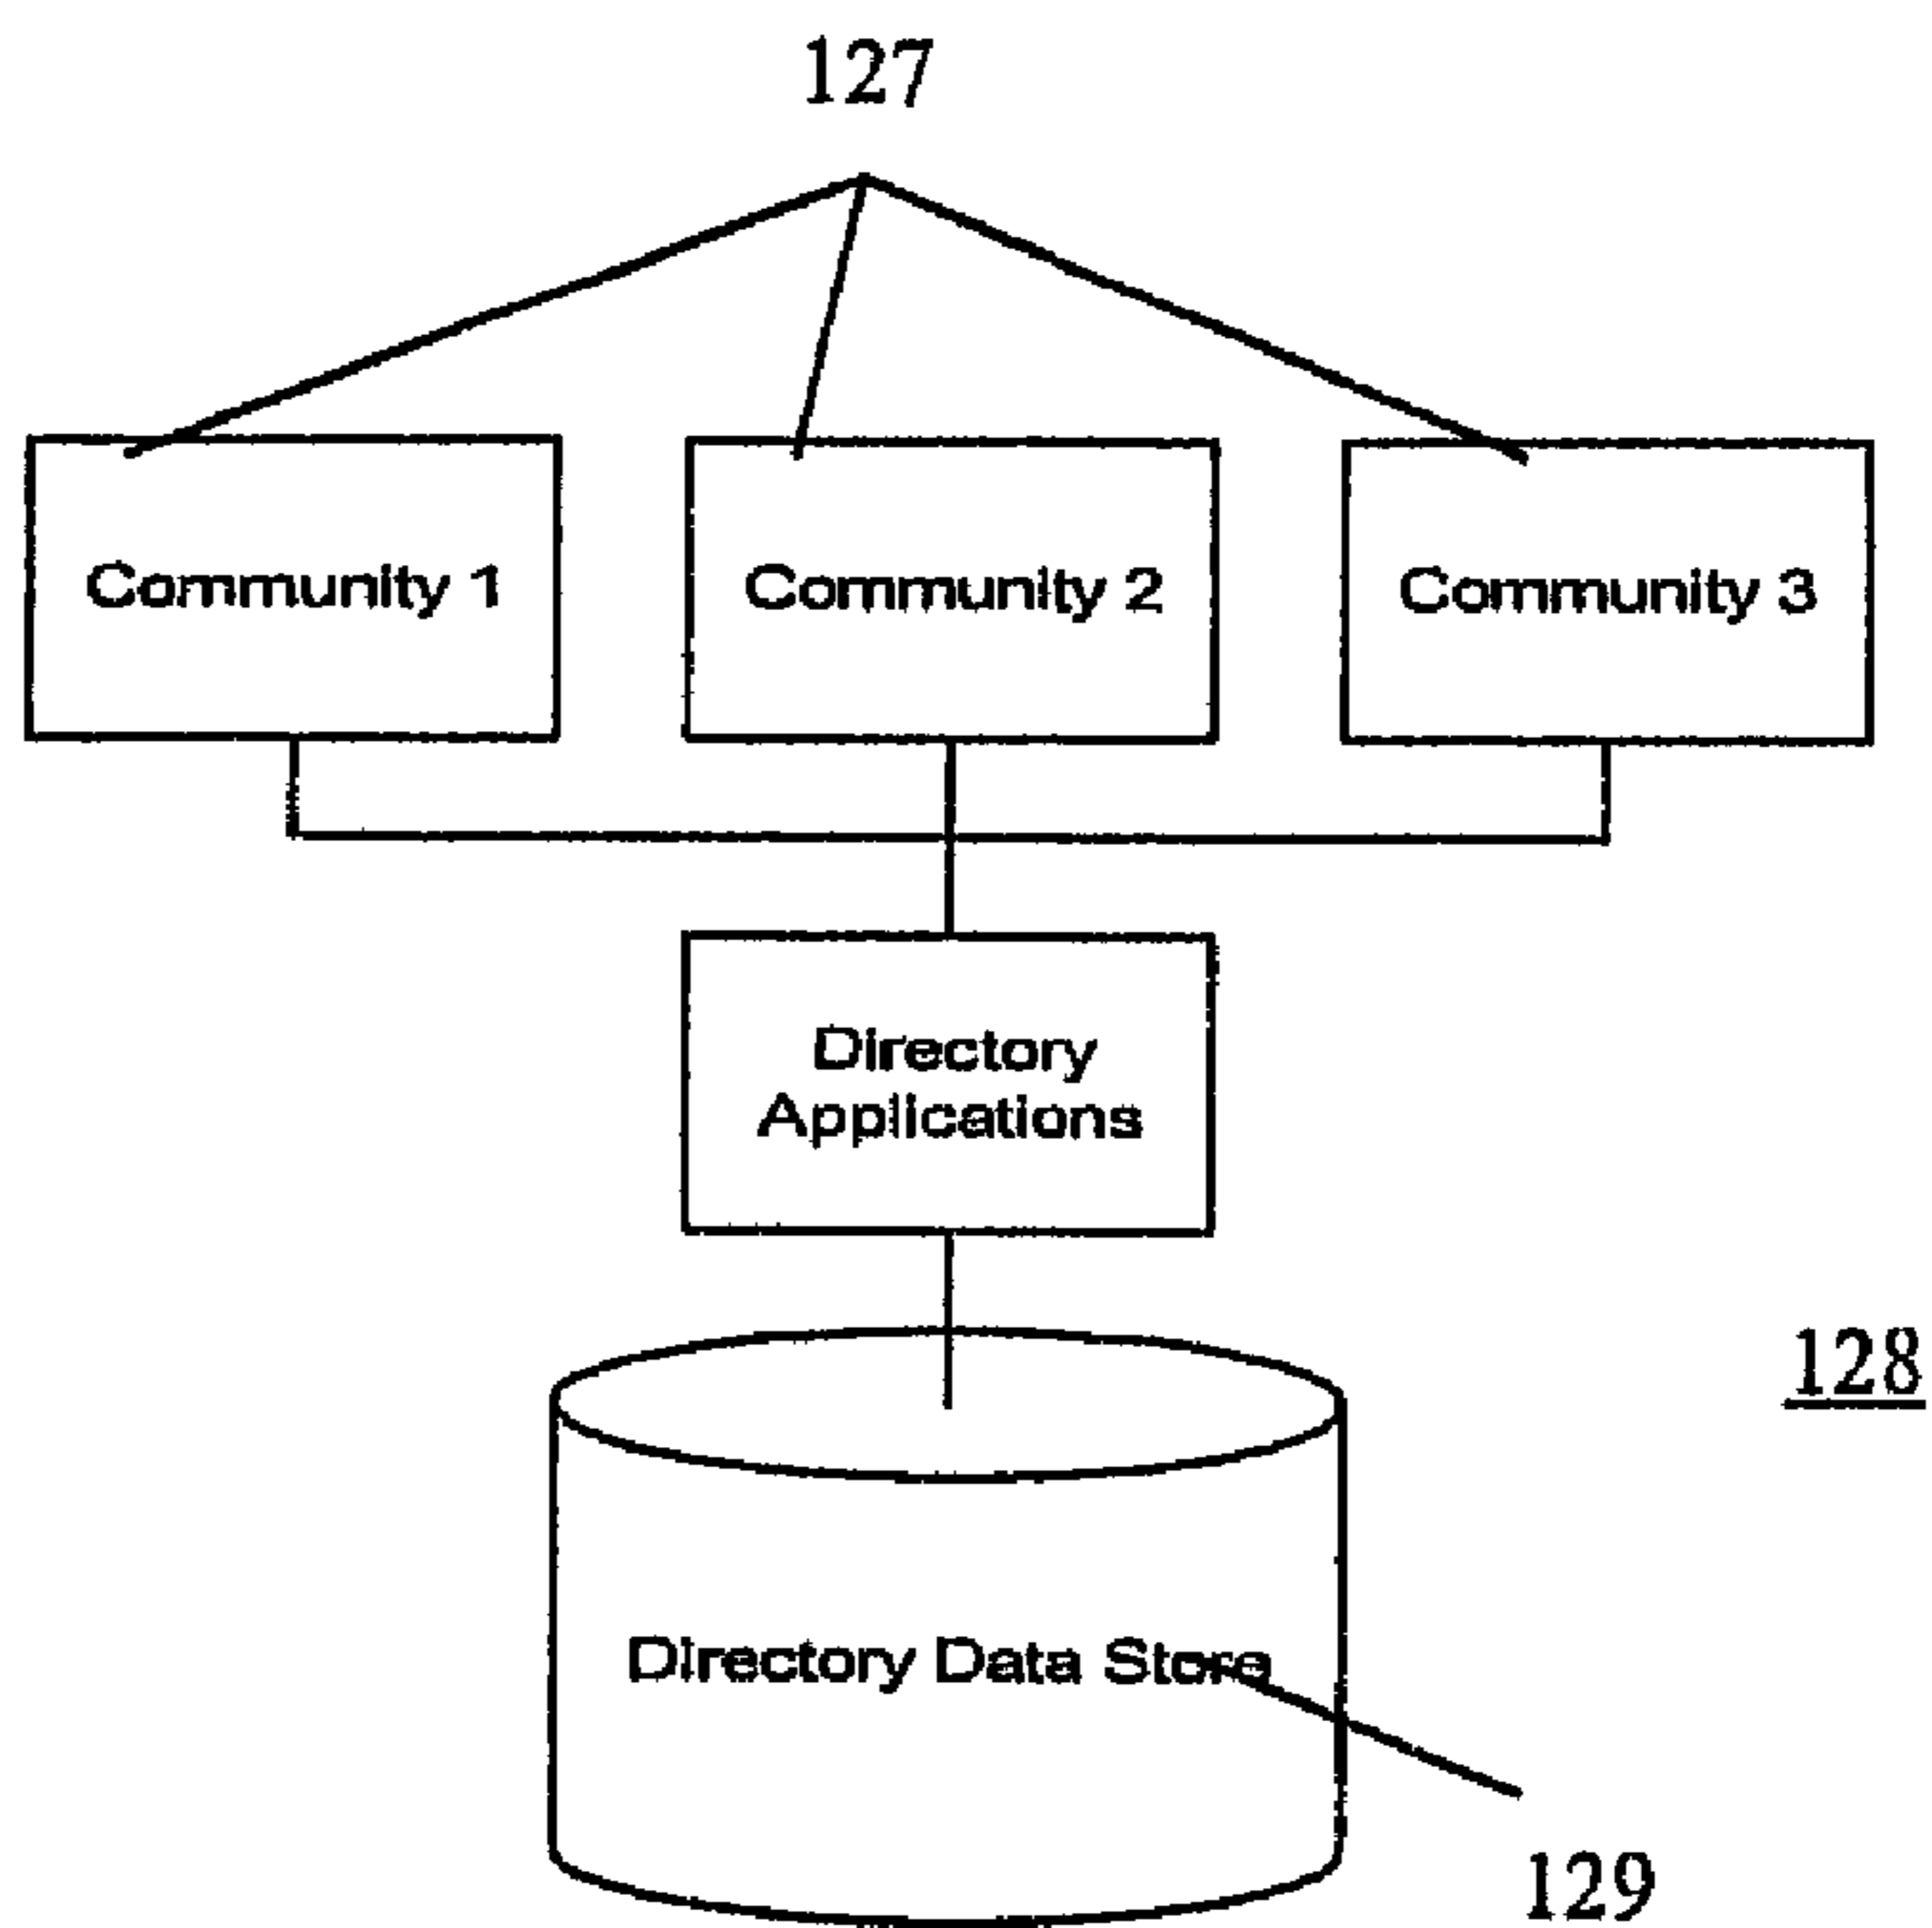 127
Community 1
Community 2
Community 3
Directory
Applications
128
Directory Data Store
129